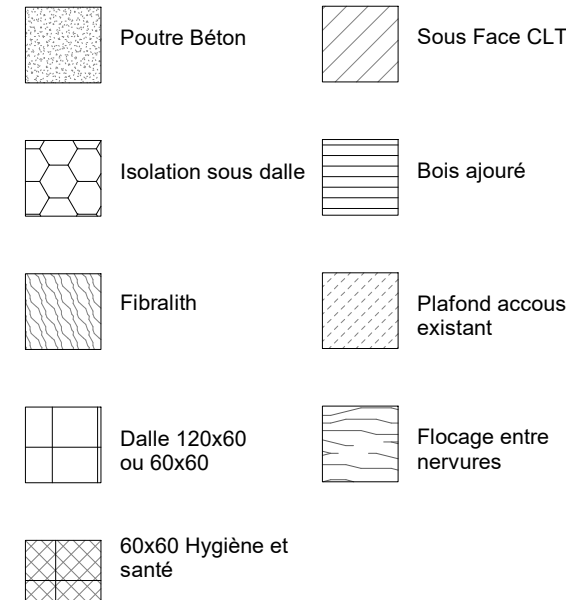 Poutre Béton
Sous Face CLT
Isolation sous dalle
Bois ajouré
Fibralith
Plafond accous
existant
Dalle 120x60
ou 60x60
Flocage entre
nervures
60x60 Hygiène et
santé